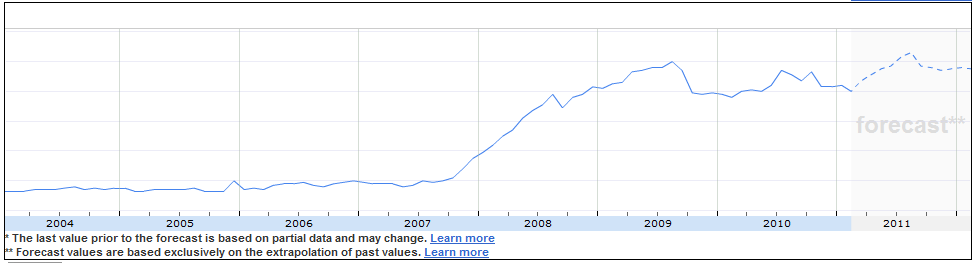 forecast**
2004 2005 2006 2007 2008 2009 2010 2011
* The last value prior to the forecast is based on partial data and may change. Learn more
** Forecast values are based exclusively on the extrapolation of past values. Learn more